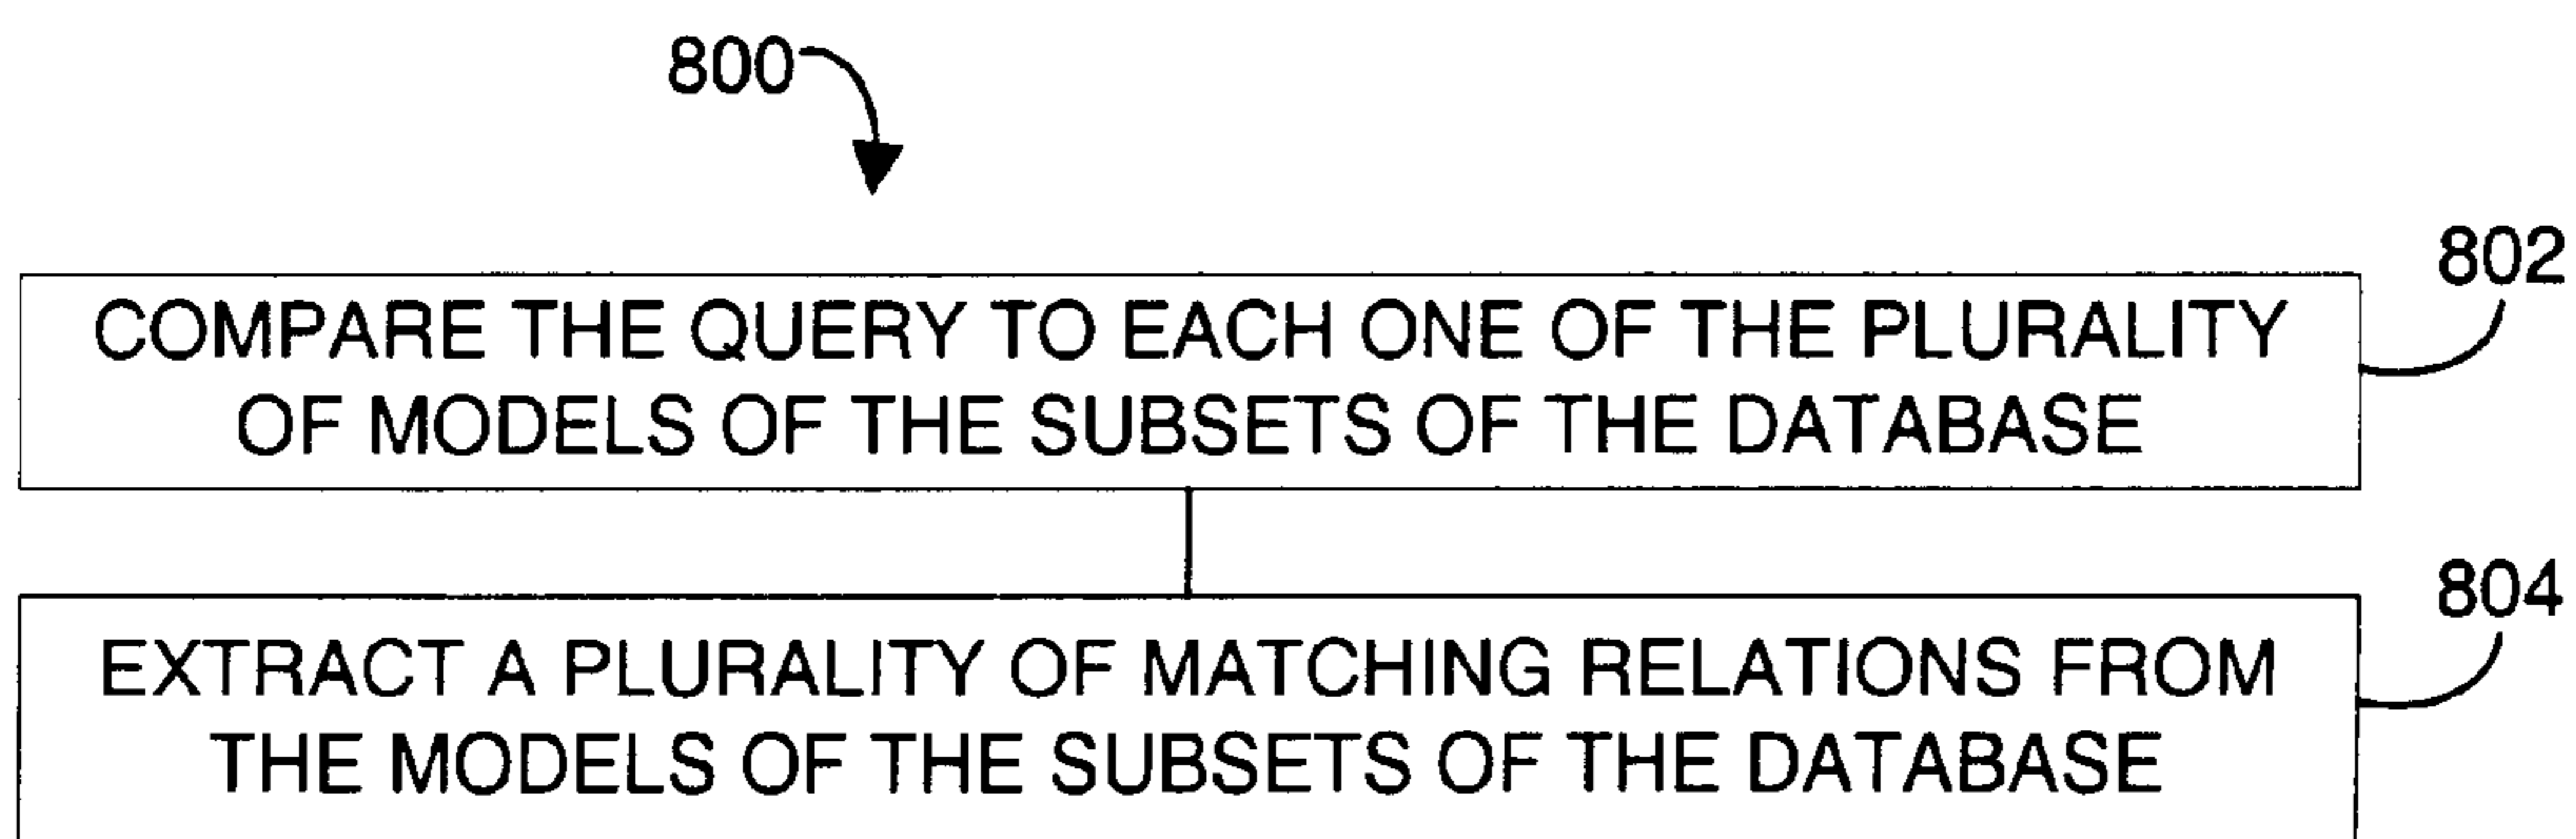 800
802
COMPARE THE QUERY TO EACH ONE OF THE PLURALITY
OF MODELS OF THE SUBSETS OF THE DATABASE
804
EXTRACT A PLURALITY OF MATCHING RELATIONS FROM
THE MODELS OF THE SUBSETS OF THE DATABASE